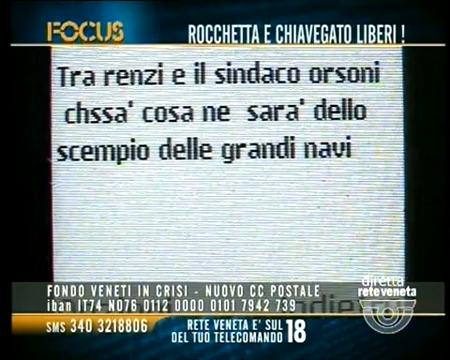 FOCUS
ROCCHETTA E CHIAVEGATO LIBERI !
Tra renzi e il sindaco orsoni
chssa' cosa ne sara' dello
scempio delle grandi navi
FONDO VENETI IN CRISI - NUOVO CC POSTALE
iban IT74 N076 0112 0000 0101 7942 739
diretta
reteveneta
SMS 340 3218806
RETE VENETA E' SUL
DEL TUO TELECOMANDO 18